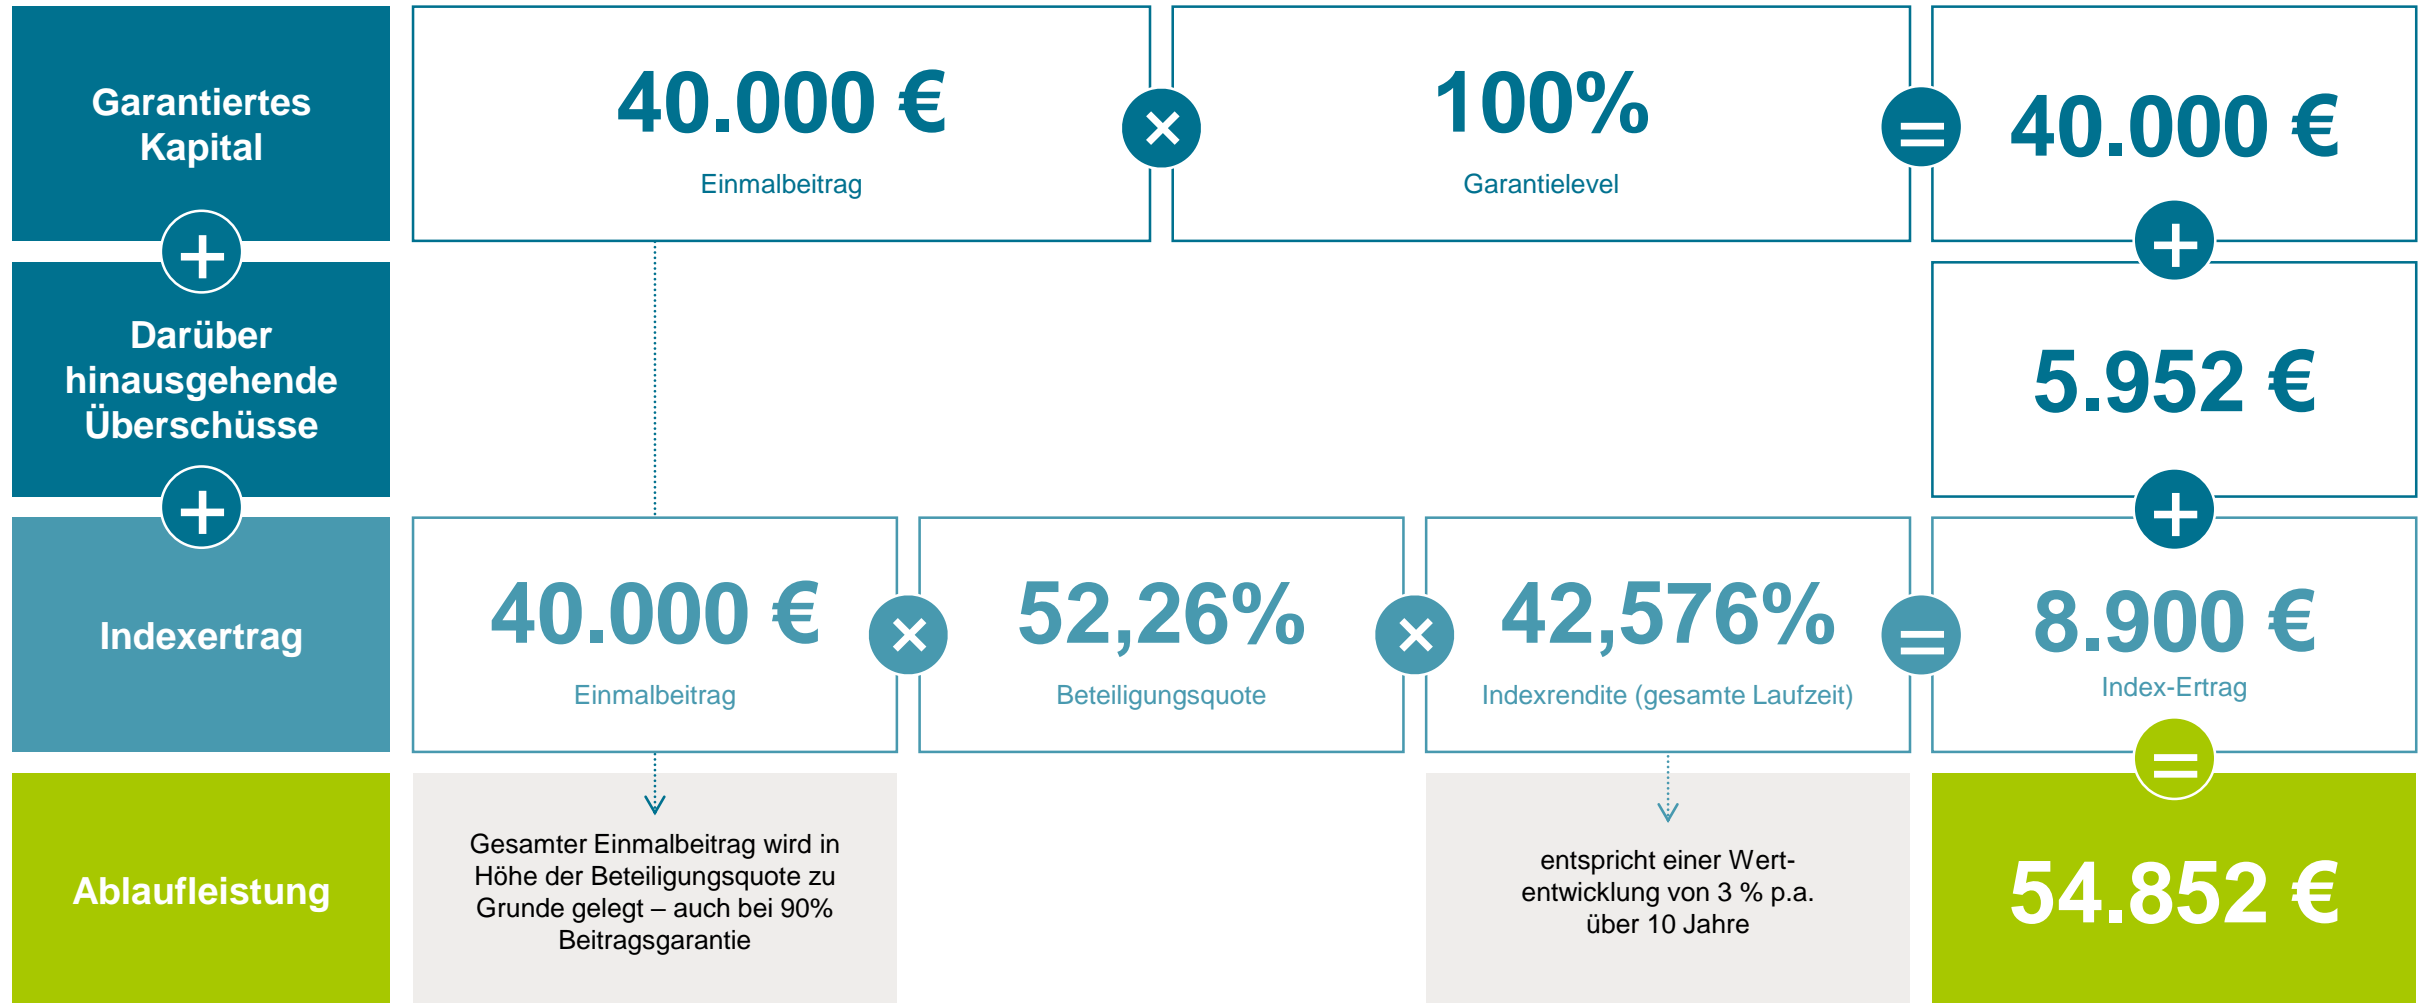 Garantiertes
Kapital
40.000 €
Einmalbeitrag
×
100%
Garantielevel
=
40.000 €
+
+
Darüber
hinausgehende
Überschüsse
5.952 €
+
+
Indexertrag
40.000 €
Einmalbeitrag
×
52,26%
Beteiligungsquote
×
42,576%
Indexrendite (gesamte Laufzeit)
=
8.900 €
Index-Ertrag
=
Ablaufleistung
Gesamter Einmalbeitrag wird in
Höhe der Beteiligungsquote zu
Grunde gelegt – auch bei 90%
Beitragsgarantie
entspricht einer Wert-
entwicklung von 3 % p.a.
über 10 Jahre
54.852 €